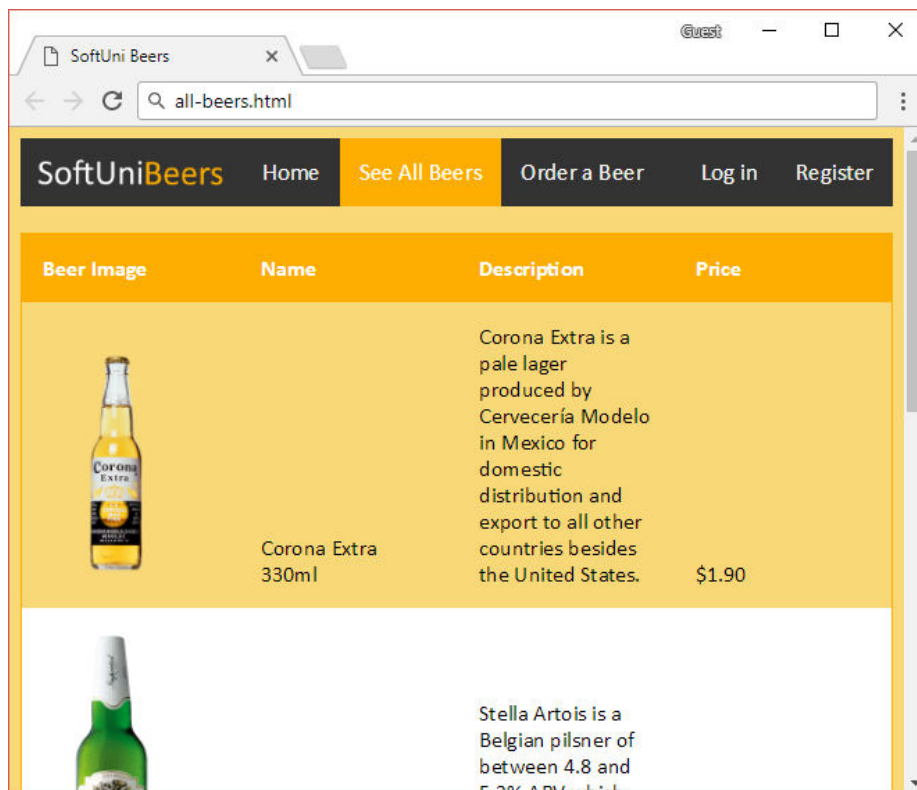 Guest
SoftUni Beers
all-beers.html
SoftUniBeers Home See All Beers Order a Beer Log in Register
Beer Image Name Description Price
Corona Extra is a
pale lager
produced by
Cervecería Modelo
in Mexico for
domestic
distribution and
export to all other
countries besides
the United States.
Corona
Extra
Corona Extra
330ml
$1.90
Stella Artois is a
Belgian pilsner of
between 4.8 and